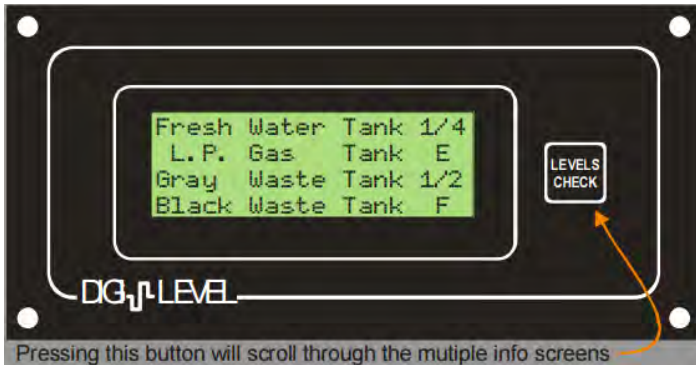 Fresh Water Tank 1/4
L.P. Gas Tank E
Gray Waste Tank 1/2
Black Waste Tank F
LEVELS
CHECK
DIGI LEVEL
Pressing this button will scroll through the mutiple info screens